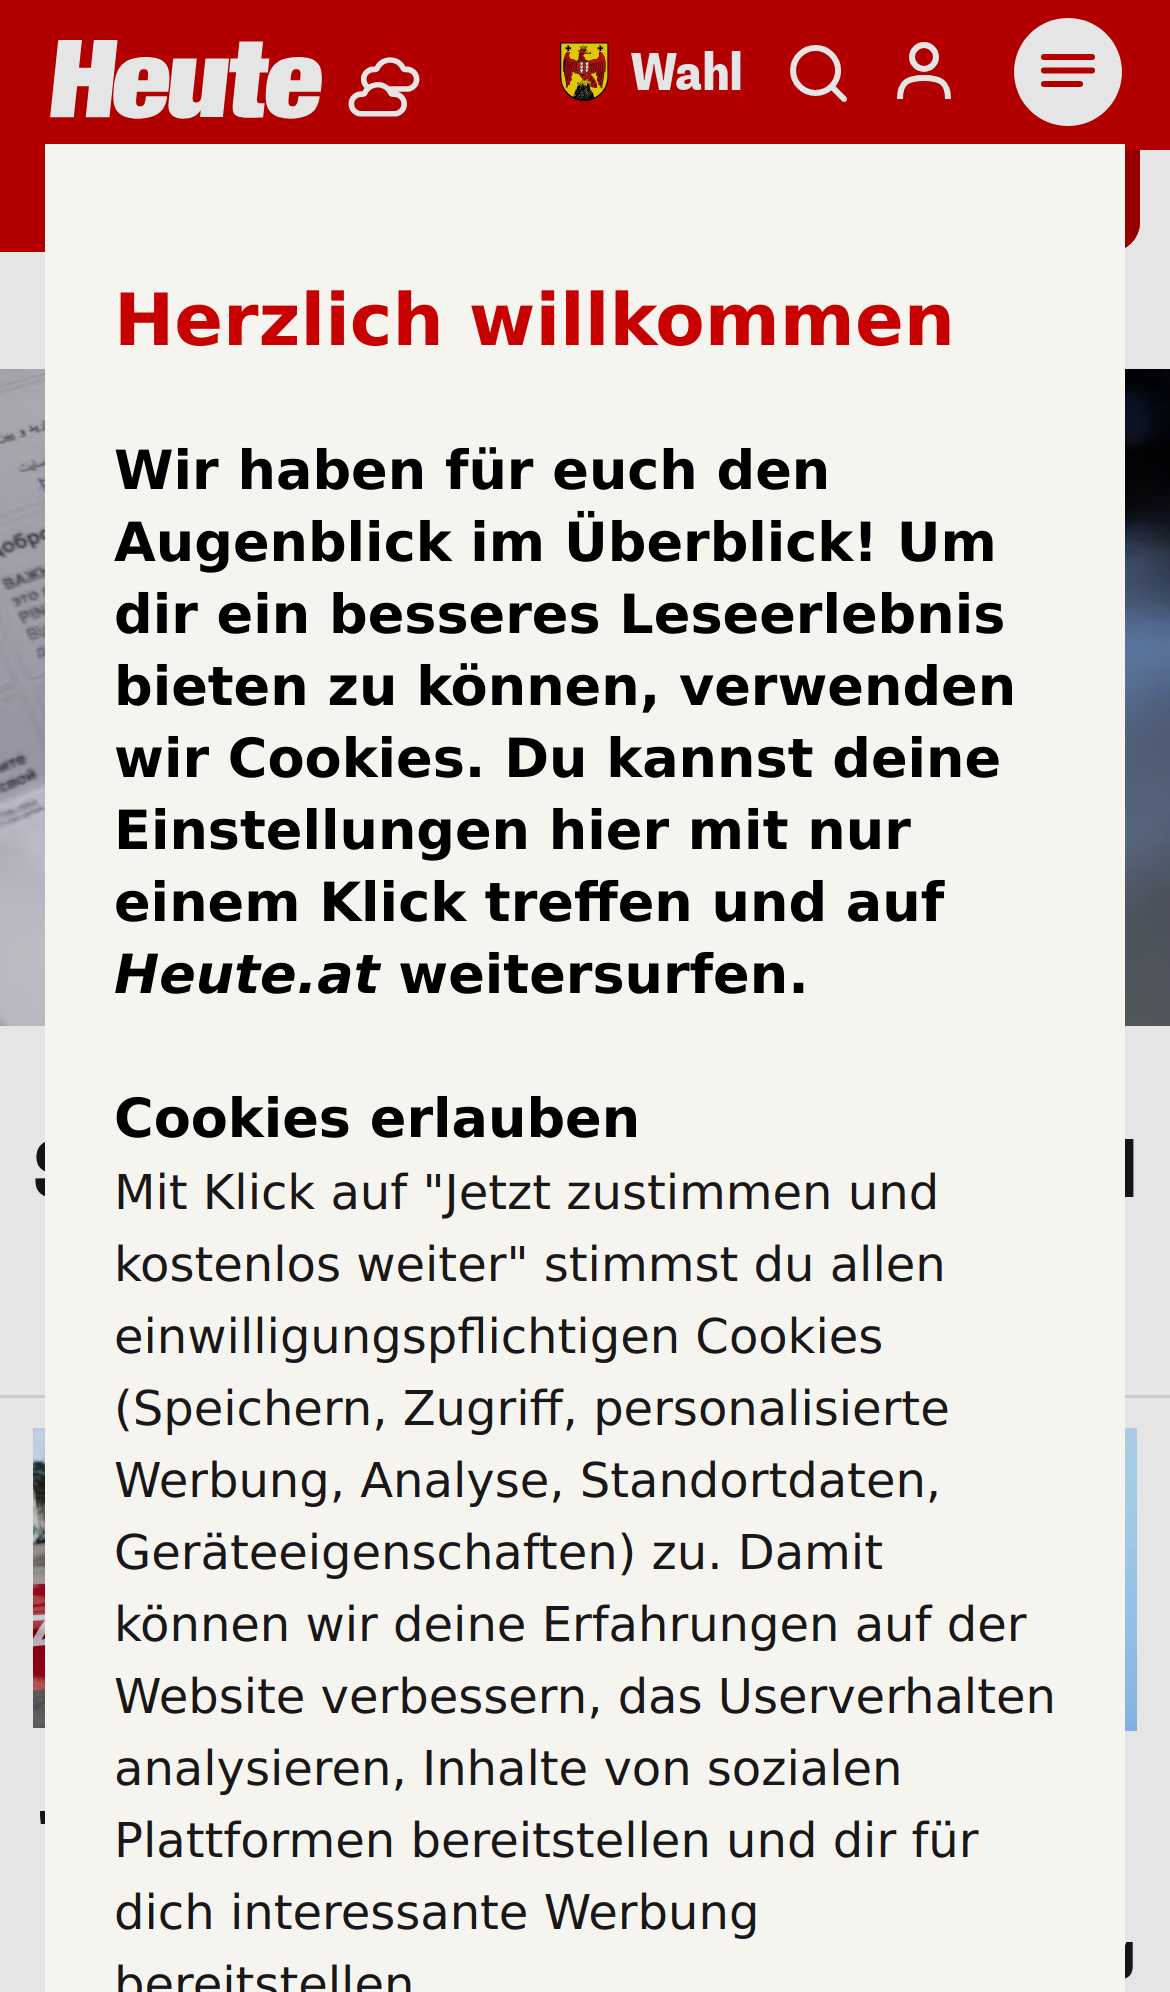 Heute Wahl
Herzlich willkommen
Wir haben für euch den
Augenblick im Überblick! Um
dir ein besseres Leseerlebnis
bieten zu können, verwenden
wir Cookies. Du kannst deine
Einstellungen hier mit nur
einem Klick treffen und auf
Heute.at weitersurfen.
Cookies erlauben
Mit Klick auf "Jetzt zustimmen und
kostenlos weiter" stimmst du allen
einwilligungspflichtigen Cookies
(Speichern, Zugriff, personalisierte
Werbung, Analyse, Standortdaten,
Geräteeigenschaften) zu. Damit
können wir deine Erfahrungen auf der
Website verbessern, das Userverhalten
analysieren, Inhalte von sozialen
Plattformen bereitstellen und dir für
dich interessante Werbung
bereitstellen